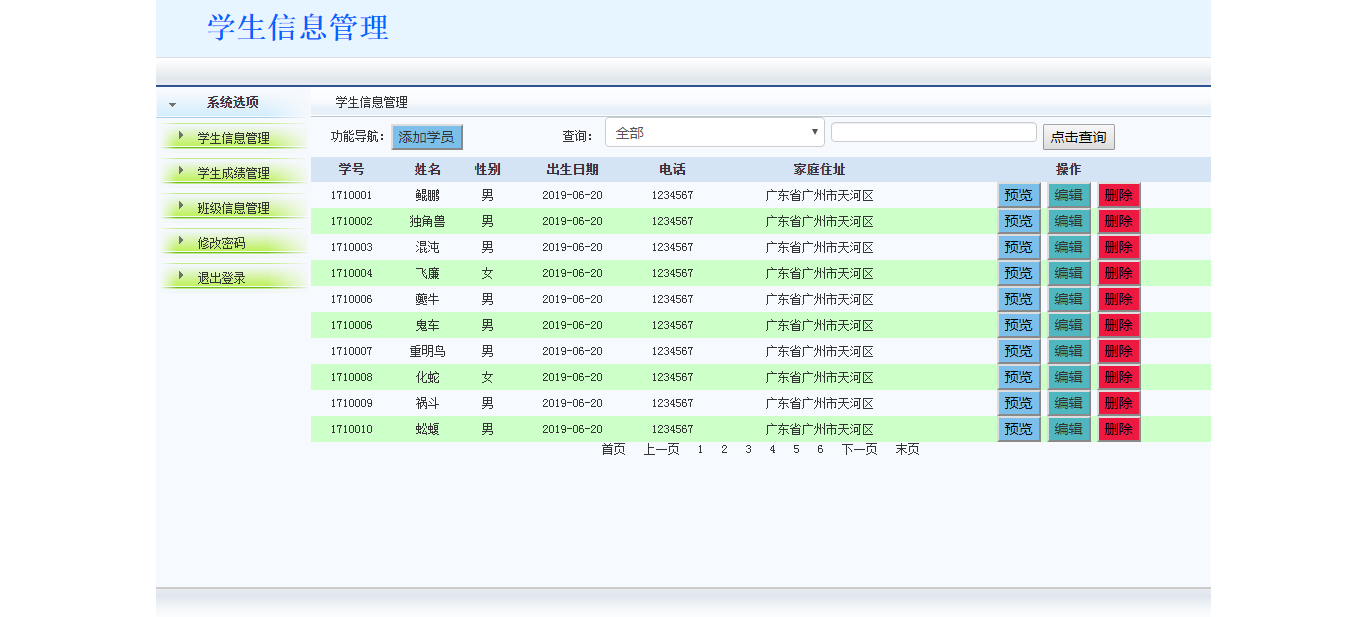 学生信息管理
系统选项
学生信息管理
学生成绩管理
班级信息管理
修改密码
退出登录
学生信息管理
功能导航: 添加学员 查询: 全部 点击查询
学号 姓名 性别 出生日期 电话 家庭住址 操作
1710001 鲲鹏 男 2019-06-20 1234567 广东省广州市天河区 预览 编辑 删除
1710002 独角兽 男 2019-06-20 1234567 广东省广州市天河区 预览 编辑 删除
1710003 混沌 男 2019-06-20 1234567 广东省广州市天河区 预览 编辑 删除
1710004 飞廉 女 2019-06-20 1234567 广东省广州市天河区 预览 编辑 删除
1710006 夔牛 男 2019-06-20 1234567 广东省广州市天河区 预览 编辑 删除
1710006 鬼车 男 2019-06-20 1234567 广东省广州市天河区 预览 编辑 删除
1710007 重明鸟 男 2019-06-20 1234567 广东省广州市天河区 预览 编辑 删除
1710008 化蛇 女 2019-06-20 1234567 广东省广州市天河区 预览 编辑 删除
1710009 祸斗 男 2019-06-20 1234567 广东省广州市天河区 预览 编辑 删除
1710010 蚣蝮 男 2019-06-20 1234567 广东省广州市天河区 预览 编辑 删除
首页 上一页 1 2 3 4 5 6 下一页 末页